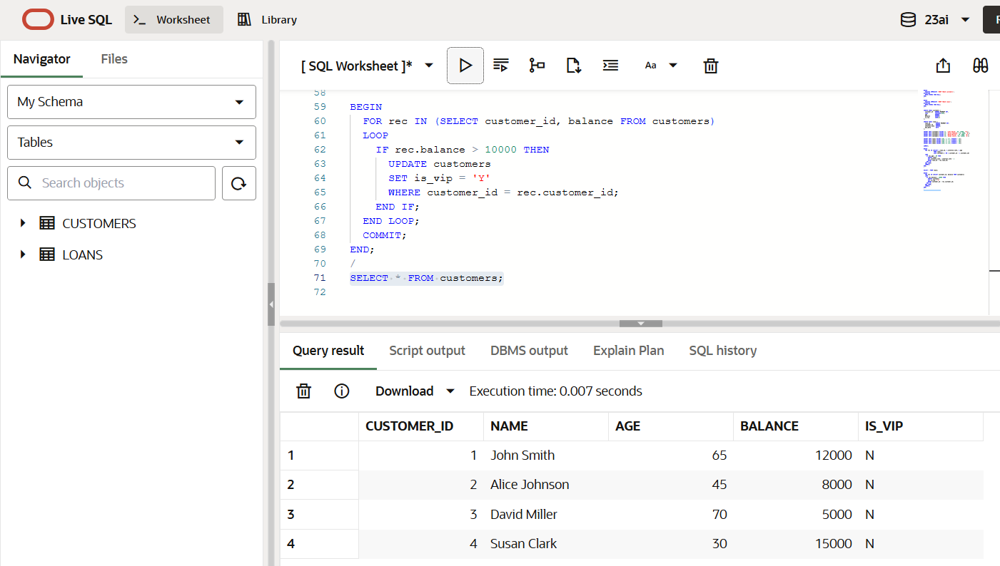 Live SQL
>_ Worksheet
Library
23ai
Navigator
Files
My Schema
Tables
Search objects
CUSTOMERS
LOANS
[ SQL Worksheet ]*
Aa
58
59 BEGIN
60 FOR rec IN (SELECT customer_id, balance FROM customers)
61 LOOP
62 IF rec.balance > 10000 THEN
63 UPDATE customers
64 SET is_vip = 'Y'
65 WHERE customer_id = rec.customer_id;
66 END IF;
67 END LOOP;
68 COMMIT;
69 END;
70 /
71 SELECT * FROM customers;
72
Query result
Script output
DBMS output
Explain Plan
SQL history
Download
Execution time: 0.007 seconds
CUSTOMER_ID NAME AGE BALANCE IS_VIP
1 1 John Smith 65 12000 N
2 2 Alice Johnson 45 8000 N
3 3 David Miller 70 5000 N
4 4 Susan Clark 30 15000 N